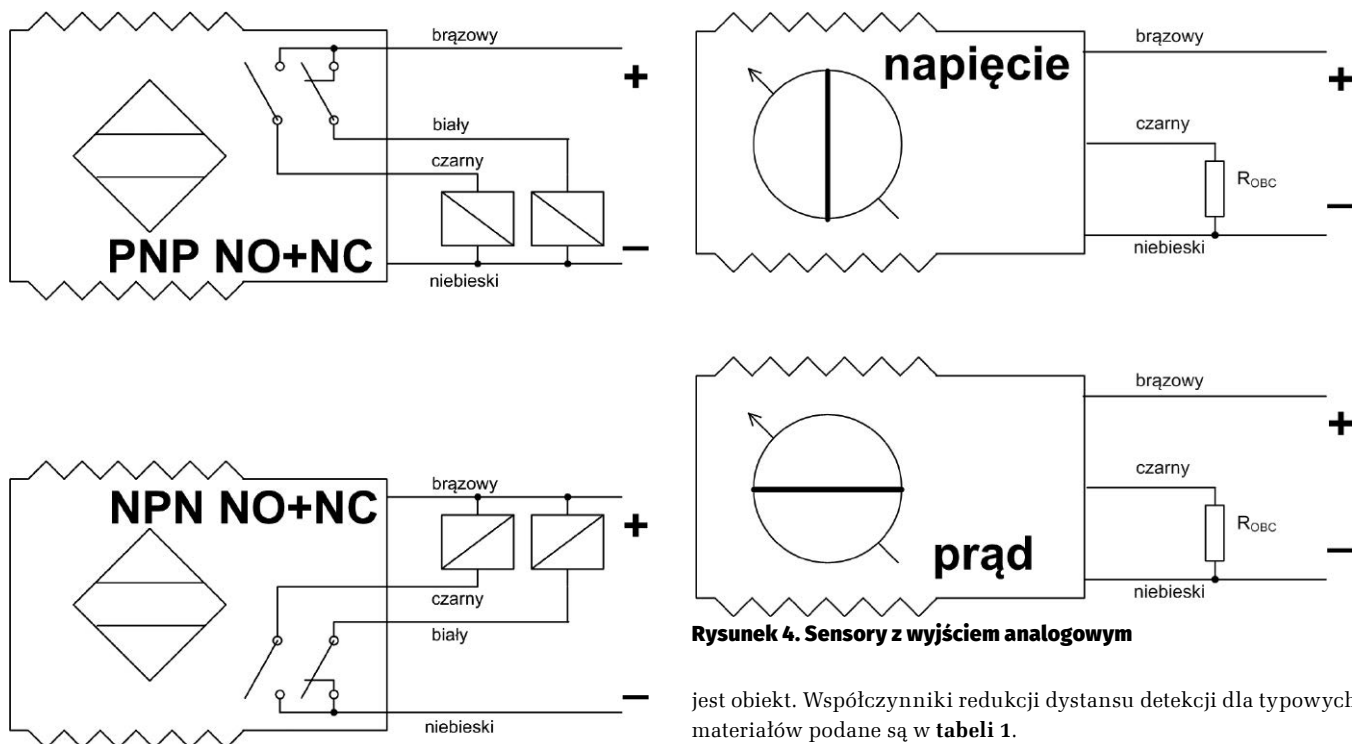 brązowy
+
biały
czarny
PNP NO+NC
−
niebieski
NPN NO+NC
brązowy
+
czarny
biały
−
niebieski
napięcie
brązowy
+
czarny
R_OBC
−
niebieski
brązowy
+
czarny
R_OBC
prąd
−
niebieski
Rysunek 4. Sensory z wyjściem analogowym
jest obiekt. Współczynniki redukcji dystansu detekcji dla typowych
materiałów podane są w tabeli 1.